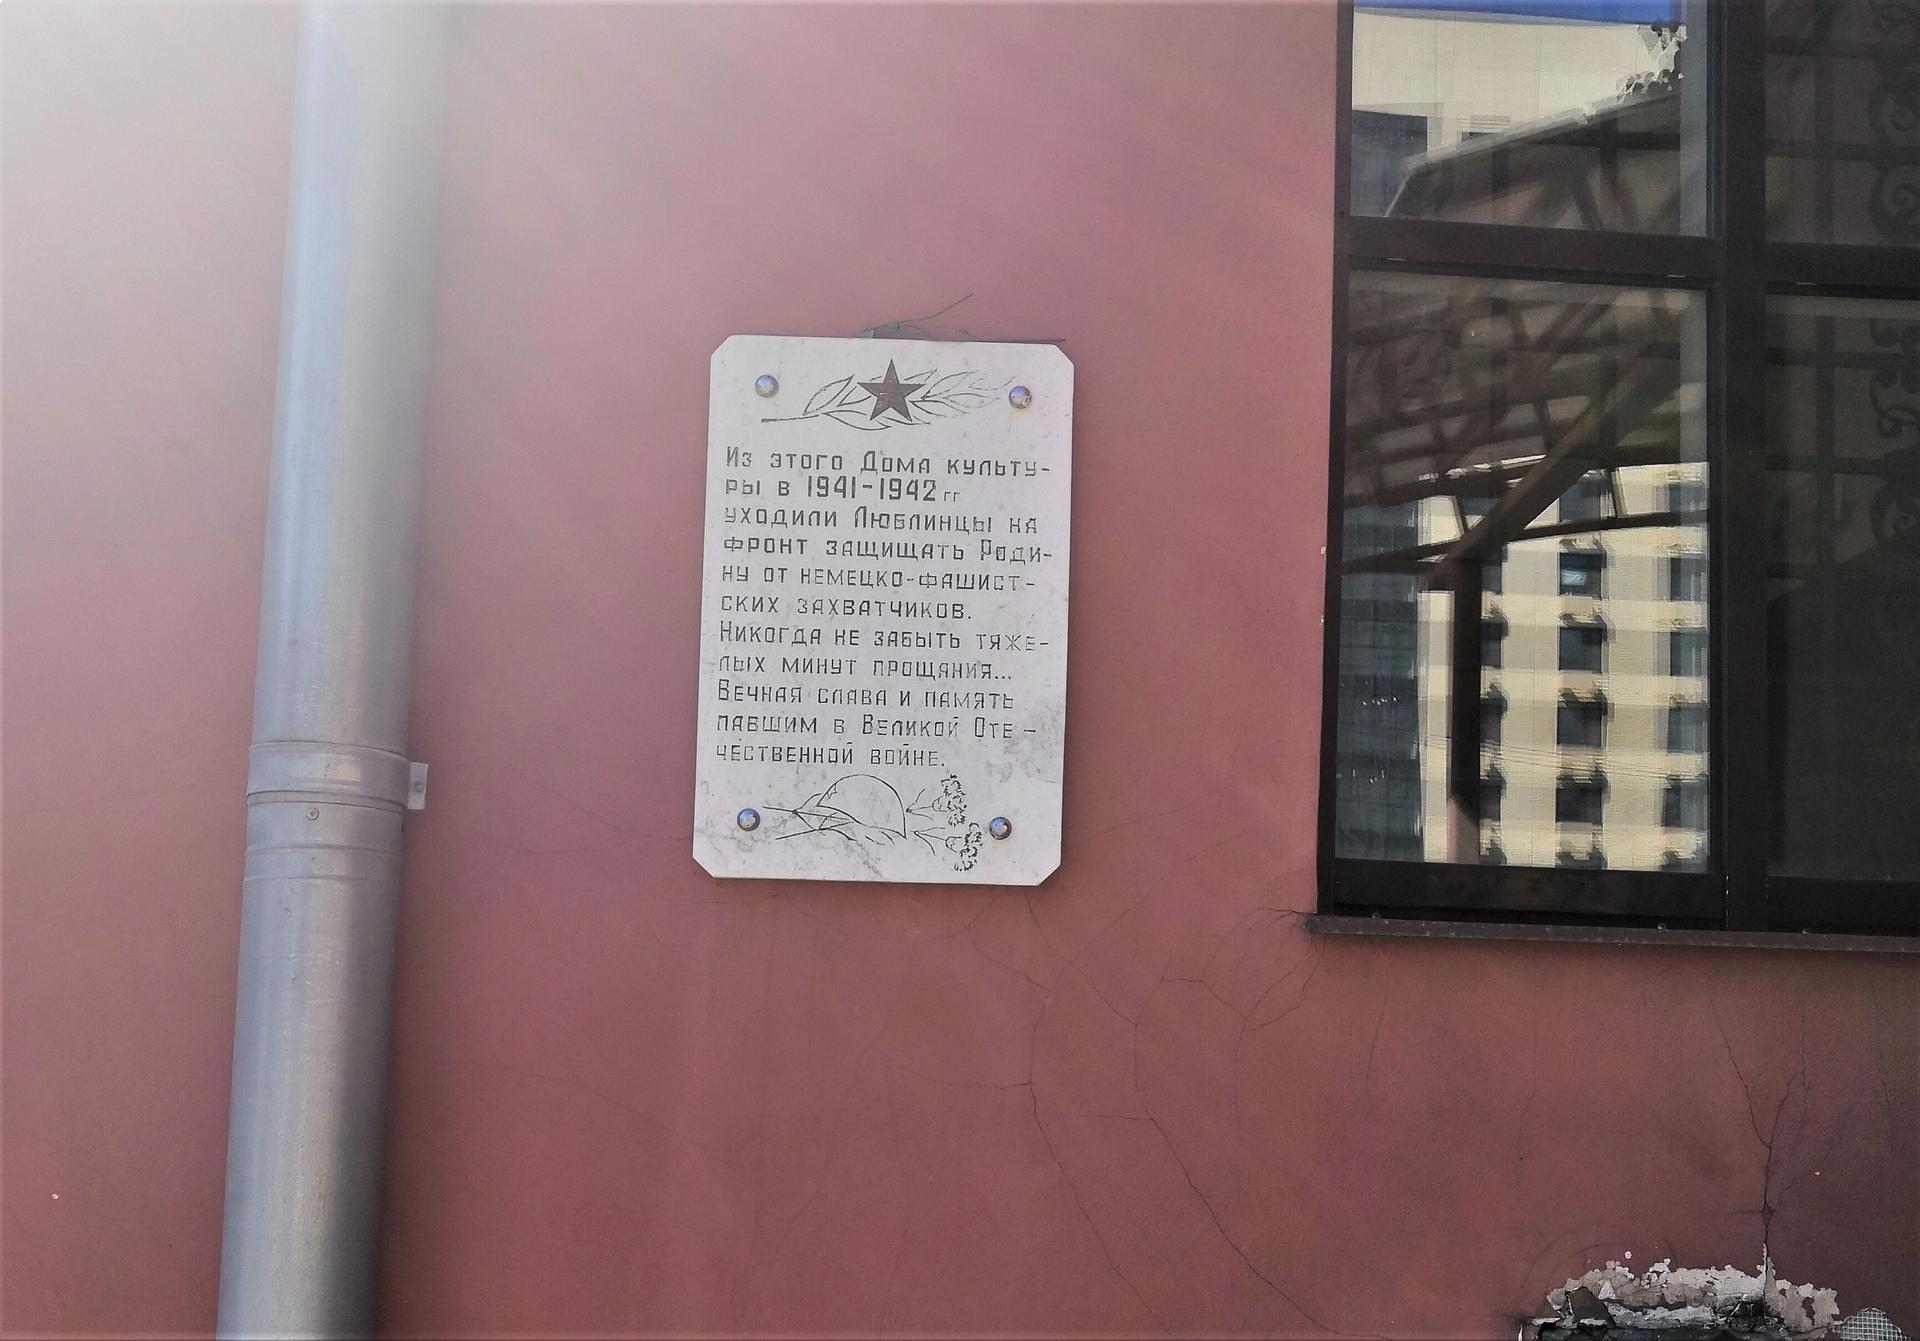 Из этого Дома культу-
ры в 1941-1942 гг
уходили Люблинцы на
фронт защищать Роди-
ну от немецко-фашист-
ских захватчиков.
Никогда не забыть тяже-
лых минут прощания...
Вечная слава и память
павшим в Великой Оте-
чественной войне.